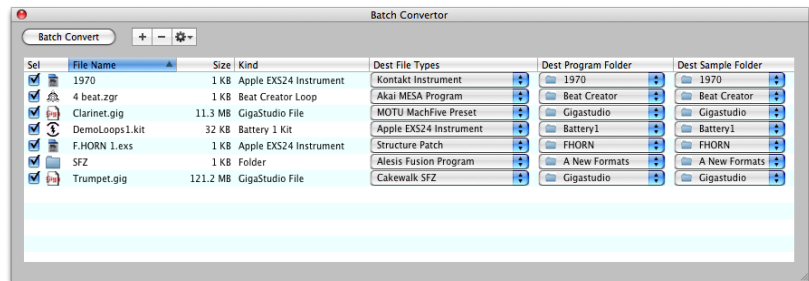 Batch Convertor
Batch Convert + −
Sel File Name Size Kind Dest File Types Dest Program Folder Dest Sample Folder
1970 1 KB Apple EXS24 Instrument Kontakt Instrument 1970 1970
4 beat.zgr 1 KB Beat Creator Loop Akai MESA Program Beat Creator Beat Creator
Clarinet.gig 11.3 MB GigaStudio File MOTU MachFive Preset Gigastudio Gigastudio
DemoLoops1.kit 32 KB Battery 1 Kit Apple EXS24 Instrument Battery1 Battery1
F.HORN 1.exs 1 KB Apple EXS24 Instrument Structure Patch FHORN FHORN
SFZ 1 KB Folder Alesis Fusion Program A New Formats A New Formats
Trumpet.gig 121.2 MB GigaStudio File Cakewalk SFZ Gigastudio Gigastudio